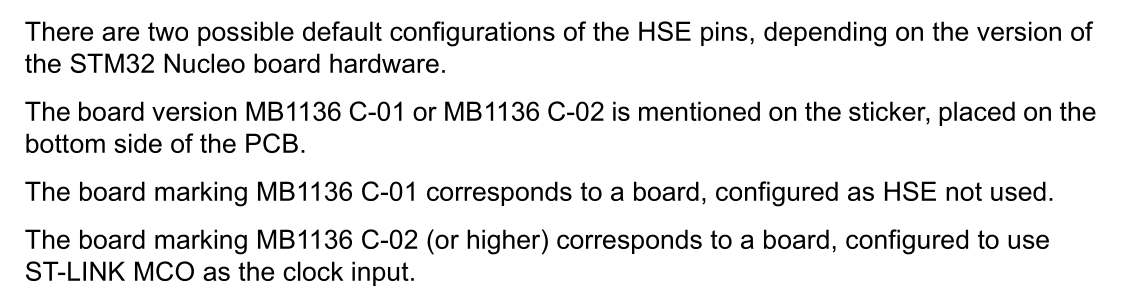 There are two possible default configurations of the HSE pins, depending on the version of
the STM32 Nucleo board hardware.
The board version MB1136 C-01 or MB1136 C-02 is mentioned on the sticker, placed on the
bottom side of the PCB.
The board marking MB1136 C-01 corresponds to a board, configured as HSE not used.
The board marking MB1136 C-02 (or higher) corresponds to a board, configured to use
ST-LINK MCO as the clock input.